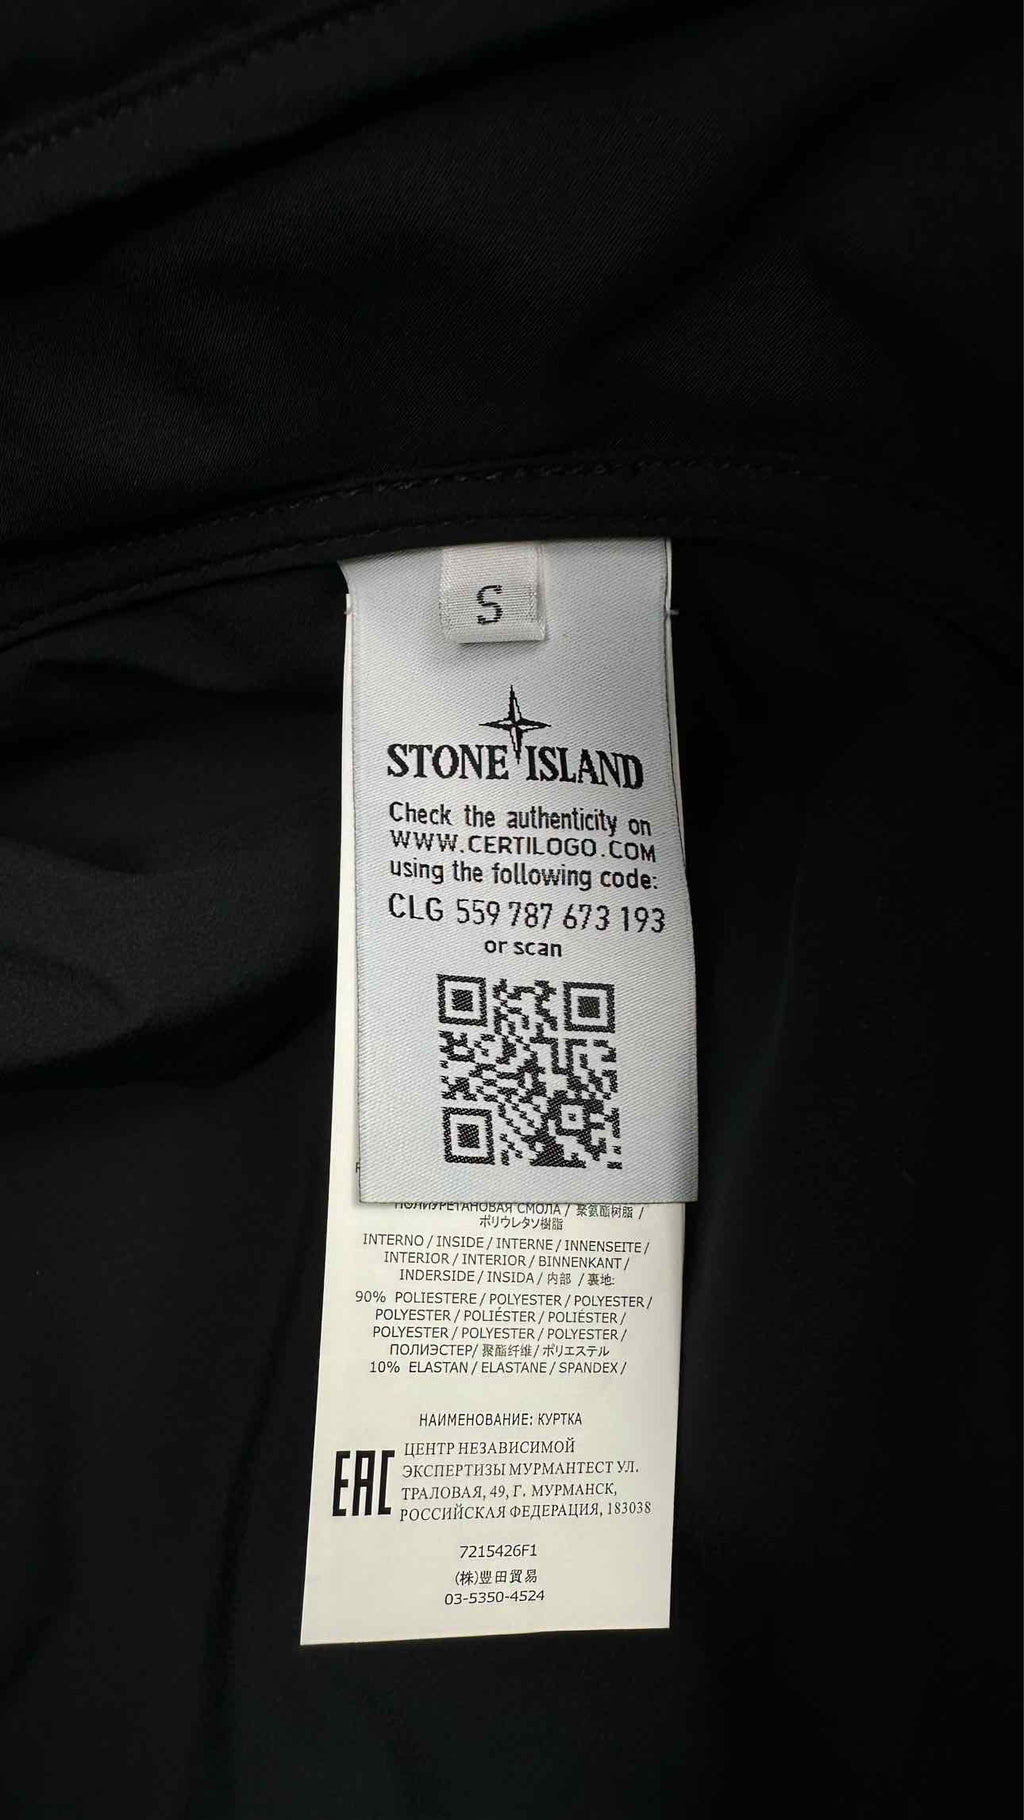 S
STONE ISLAND
Check the authenticity on
WWW.CERTILOGO.COM
using the following code:
CLG 559 787 673 193
or scan
ПОЛИУРЕТАНОВАЯ СМОЛА / 聚氨酯树脂 /
ポリウレタン樹脂
INTERNO / INSIDE / INTERNE / INNENSEITE /
INTERIOR / INTERIOR / BINNENKANT /
INDERSIDE / INSIDA / 内部 / 裏地:
90% POLIESTERE / POLYESTER / POLYESTER /
POLYESTER / POLIÉSTER / POLIÉSTER /
POLYESTER / POLYESTER / POLYESTER /
ПОЛИЭСТЕР/ 聚酯纤维/ ポリエステル
10% ELASTAN / ELASTANE / SPANDEX /
НАИМЕНОВАНИЕ: КУРТКА
EAC
ЦЕНТР НЕЗАВИСИМОЙ
ЭКСПЕРТИЗЫ МУРМАНТЕСТ УЛ.
ТРАЛОВАЯ, 49, Г. МУРМАНСК,
РОССИЙСКАЯ ФЕДЕРАЦИЯ, 183038
7215426F1
(株)豐田貿易
03-5350-4524